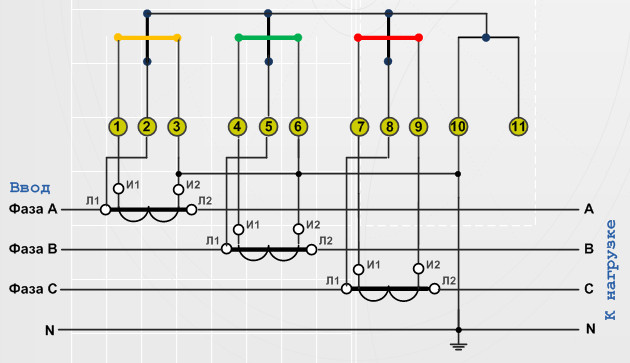 1 2 3 4 5 6 7 8 9 10 11
Ввод
И1 И2
Л1 Л2
Фаза А А
И1 И2
Л1 Л2
Фаза В В
И1 И2
Л1 Л2
Фаза С С
К нагрузке
N N